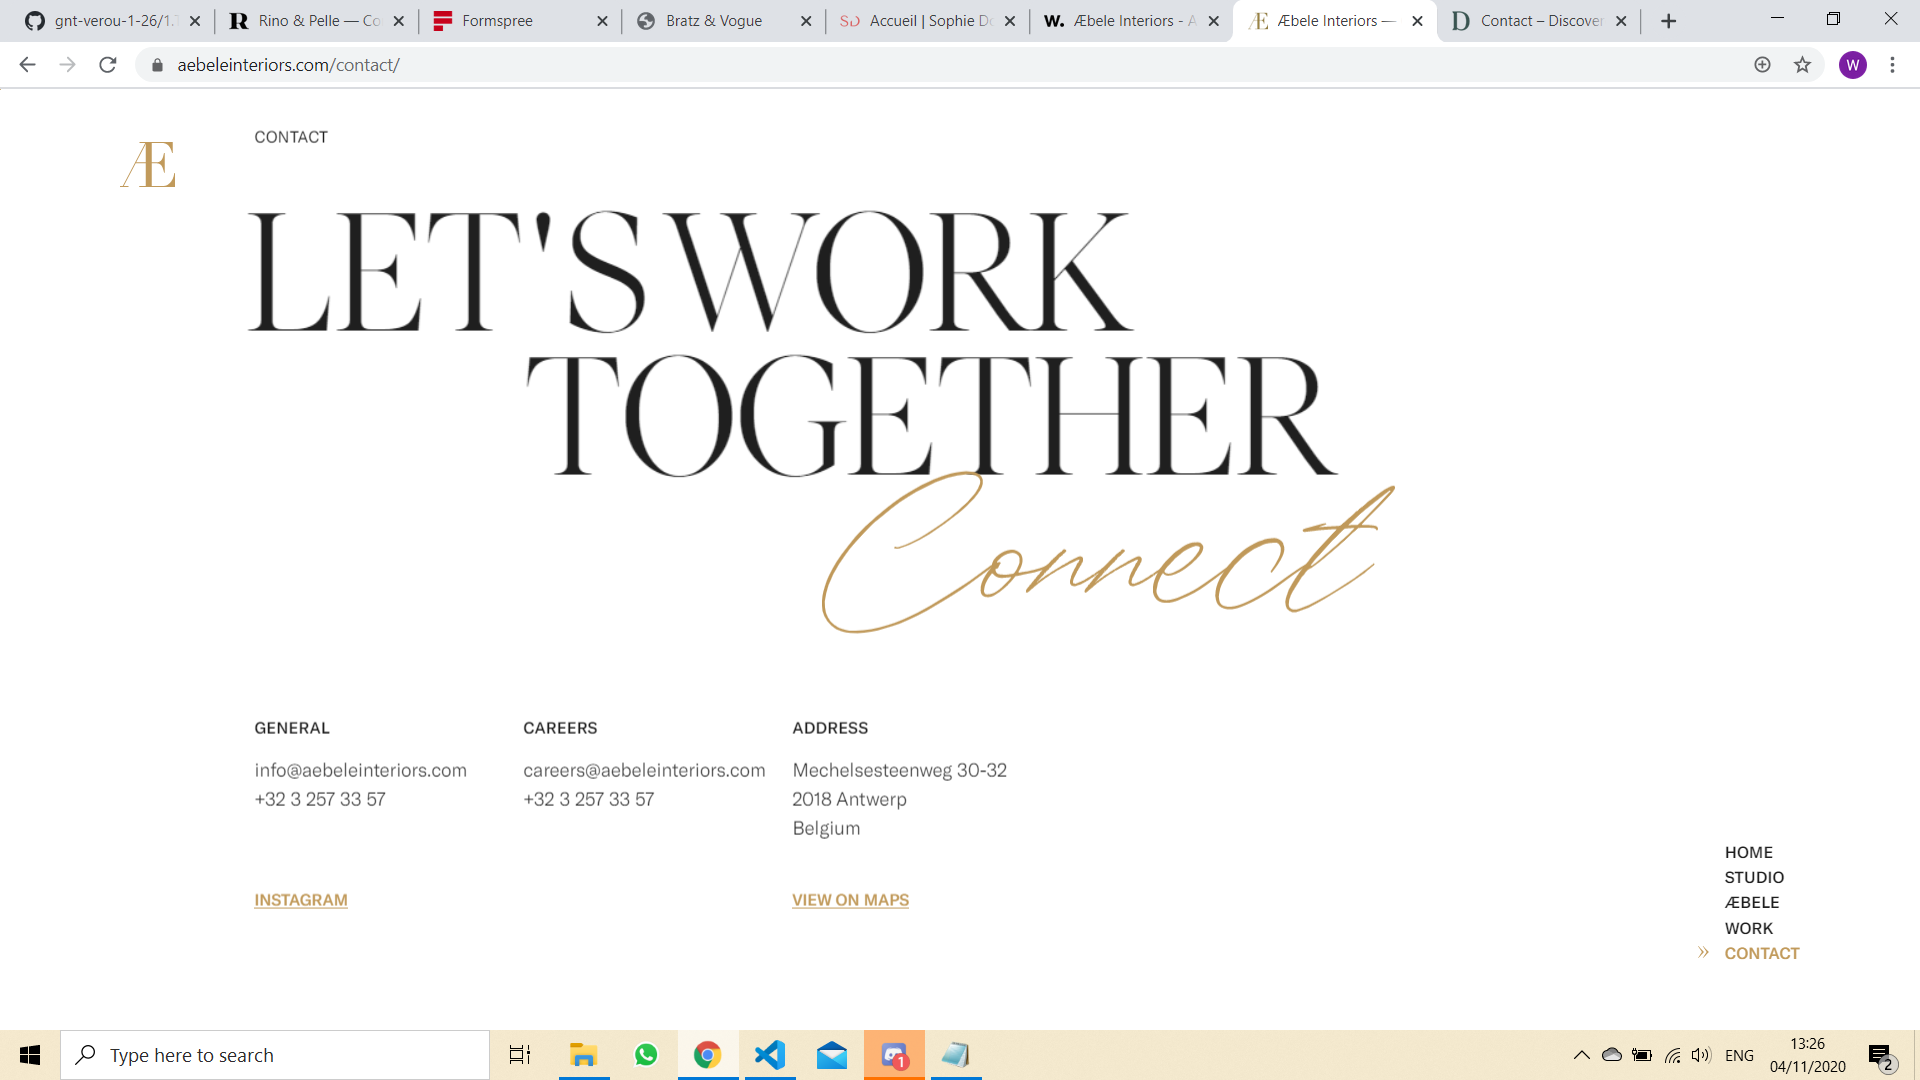 gnt-verou-1-26/1.
Rino & Pelle — Co
Formspree
Bratz & Vogue
Accueil | Sophie Do
Æbele Interiors - A
Æbele Interiors —
Contact – Discover
aebeleinteriors.com/contact/
W
Æ
CONTACT
LET'S WORK
TOGETHER
Connect
GENERAL
info@aebeleinteriors.com
+32 3 257 33 57
INSTAGRAM
CAREERS
careers@aebeleinteriors.com
+32 3 257 33 57
ADDRESS
Mechelsesteenweg 30-32
2018 Antwerp
Belgium
VIEW ON MAPS
HOME
STUDIO
ÆBELE
WORK
» CONTACT
Type here to search
1
ENG
13:26
04/11/2020
2